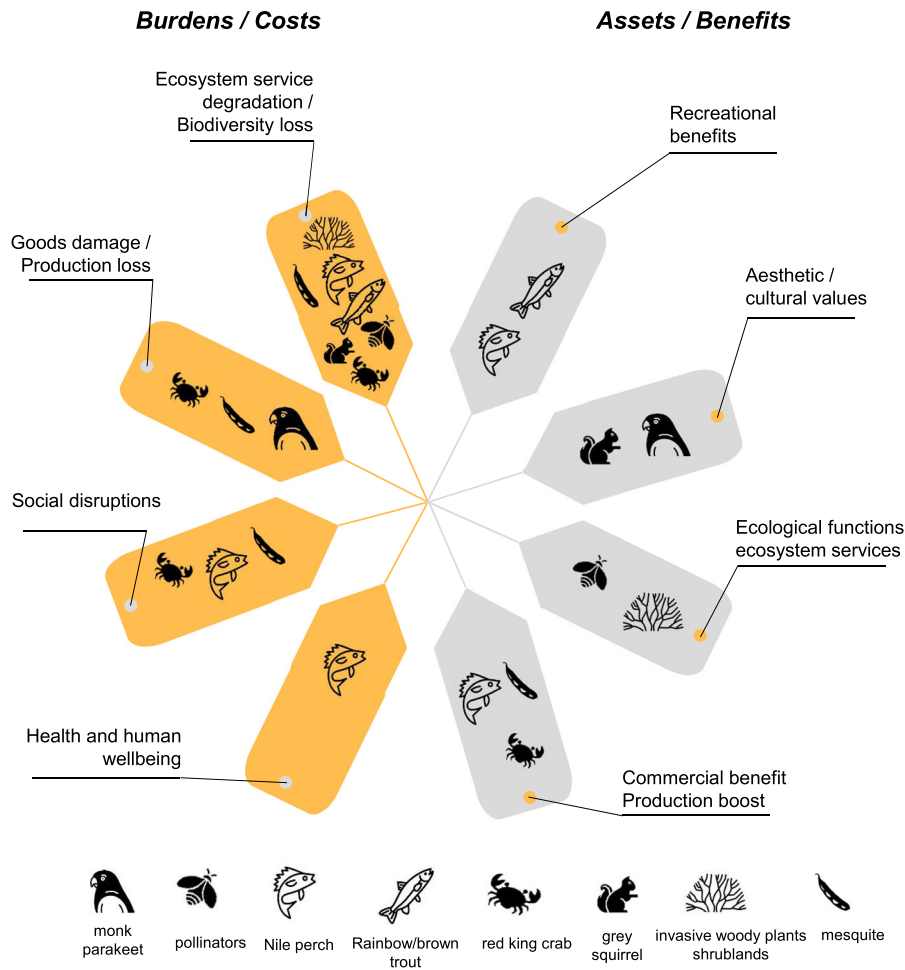 Burdens / Costs
Assets / Benefits
Ecosystem service
degradation /
Biodiversity loss
Recreational
benefits
Goods damage /
Production loss
Aesthetic /
cultural values
Social disruptions
Ecological functions
ecosystem services
Health and human
wellbeing
Commercial benefit
Production boost
monk
parakeet
pollinators
Nile perch
Rainbow/brown
trout
red king crab
grey
squirrel
invasive woody plants
shrublands
mesquite